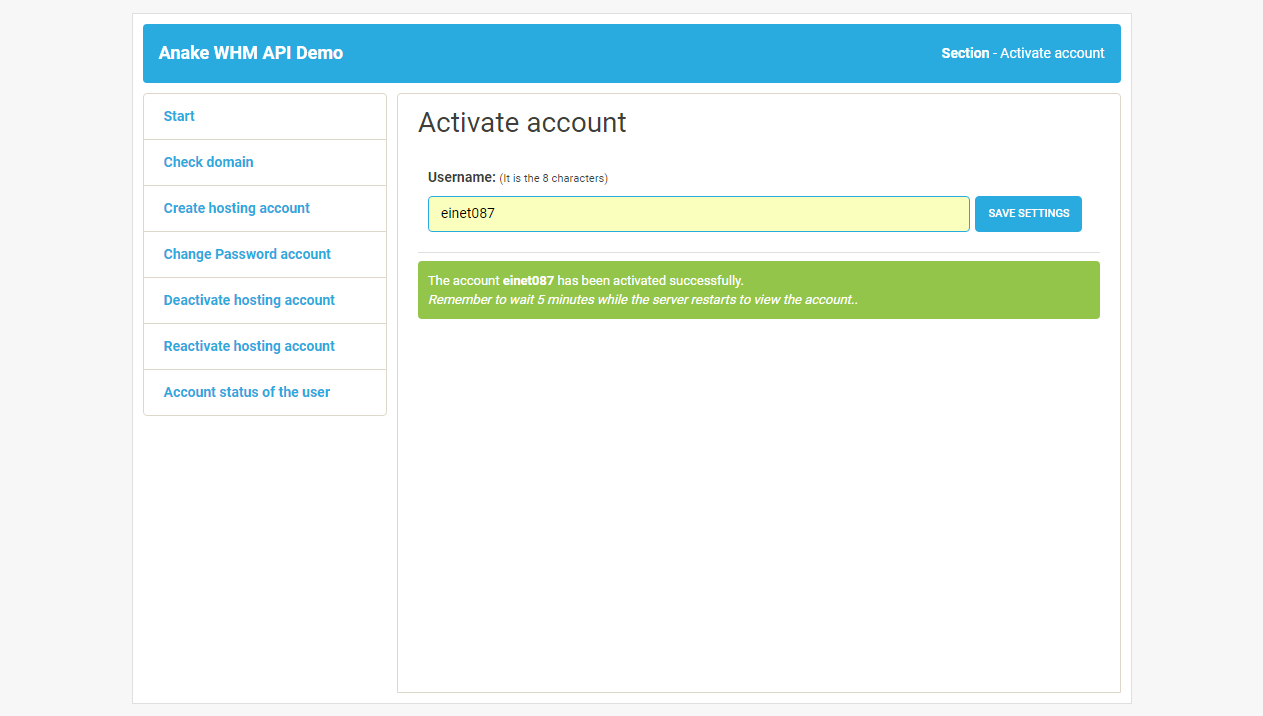 Anake WHM API Demo
Section - Activate account
Start
Check domain
Create hosting account
Change Password account
Deactivate hosting account
Reactivate hosting account
Account status of the user
Activate account
Username: (It is the 8 characters)
einet087
SAVE SETTINGS
The account einet087 has been activated successfully.
Remember to wait 5 minutes while the server restarts to view the account..